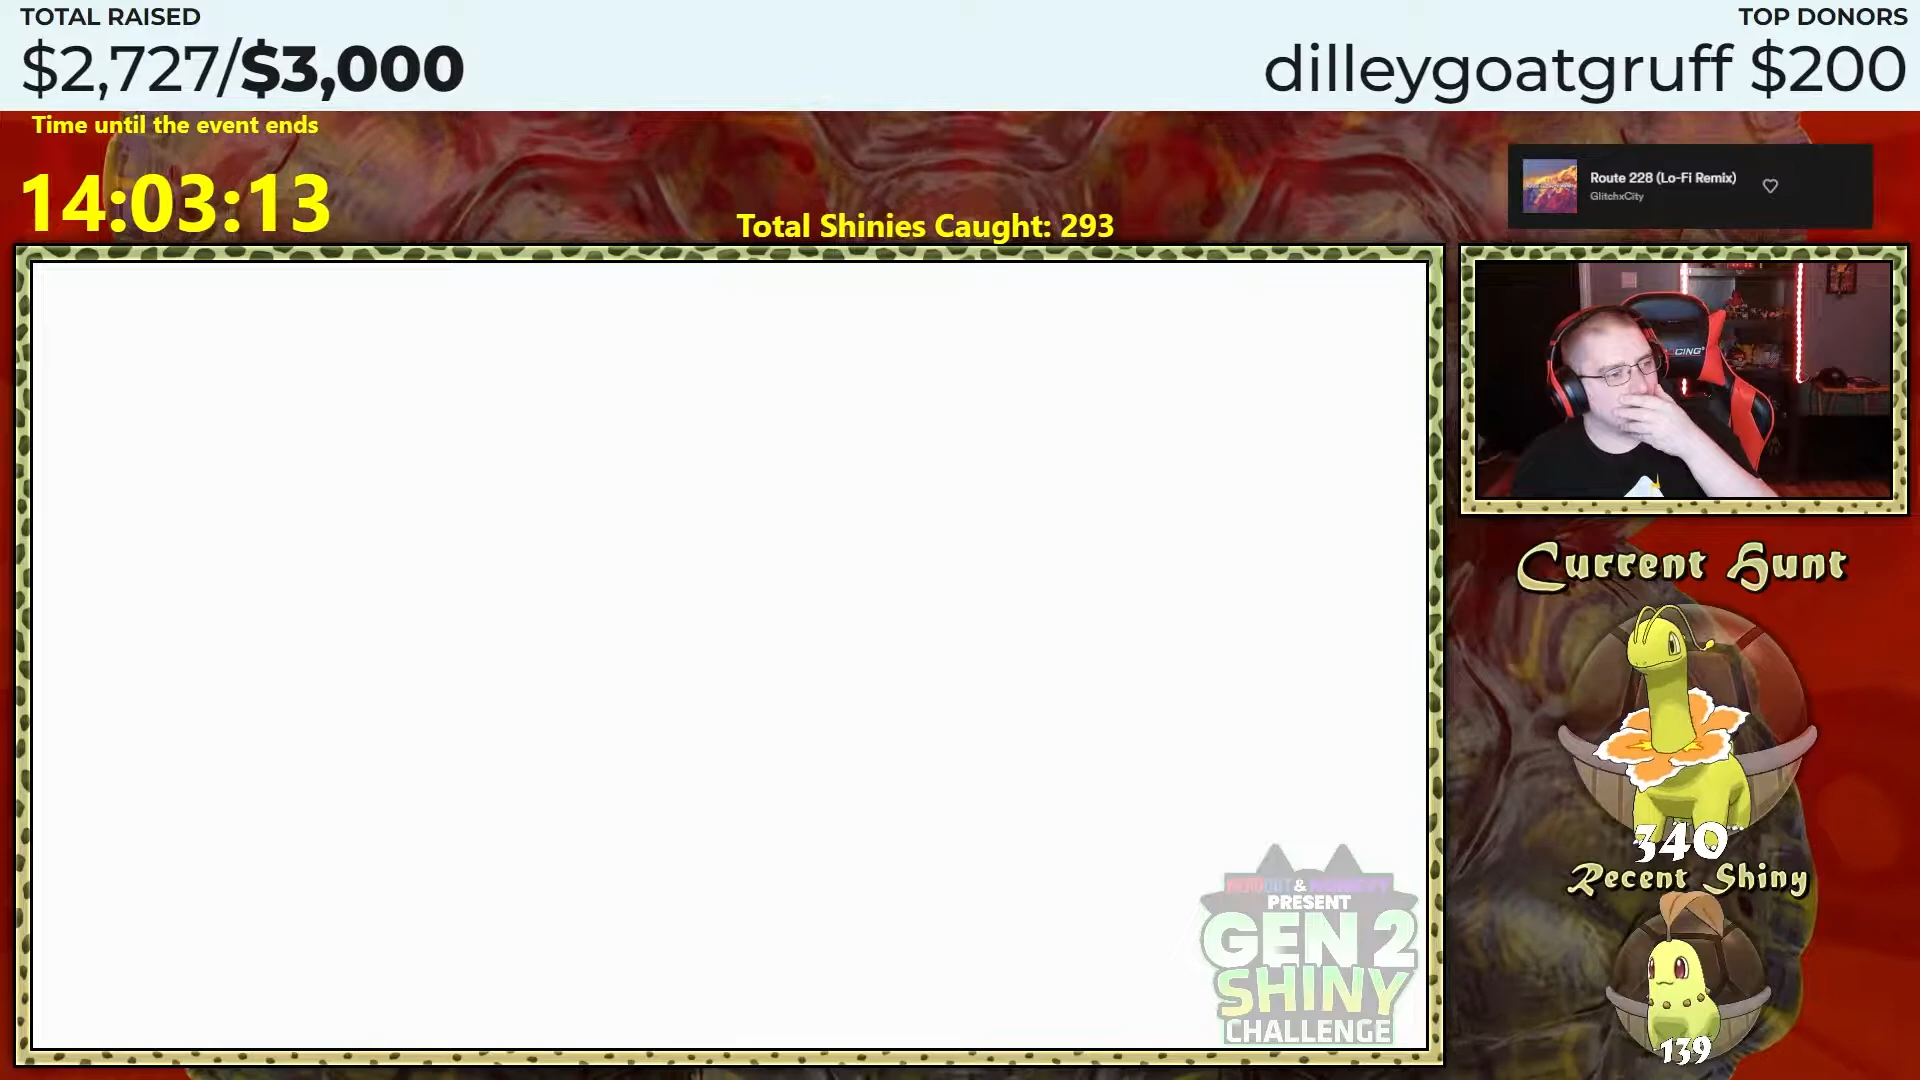 TOTAL RAISED
$2,727/$3,000
TOP DONORS
dilleygoatgruff $200
Time until the event ends
14:03:13
Total Shinies Caught: 293
Route 228 (Lo-Fi Remix)
GlitchxCity
CING
Current Hunt
340
Recent Shiny
139
&
PRESENT
GEN 2
SHINY
CHALLENGE